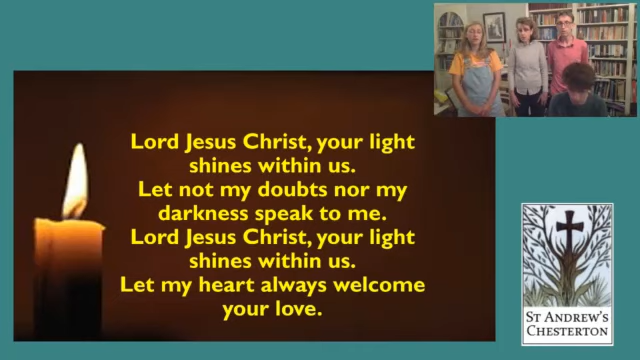 Lord Jesus Christ, your light
shines within us.
Let not my doubts nor my
darkness speak to me.
Lord Jesus Christ, your light
shines within us.
Let my heart always welcome
your love.
ST ANDREW'S
CHESTERTON